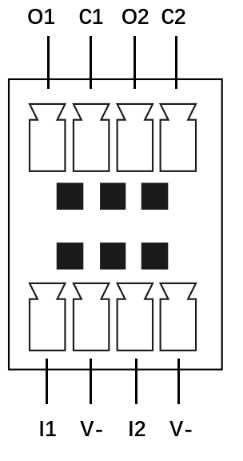 O1 C1 O2 C2
I1 V- I2 V-